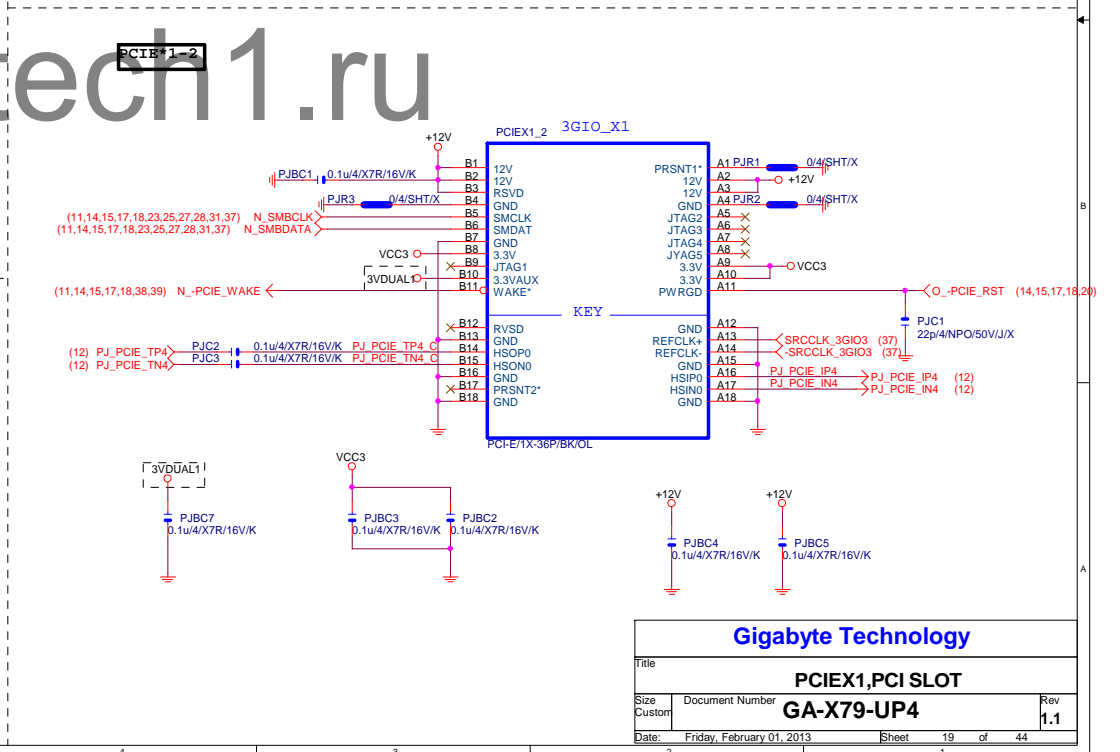 tech1.ru
PCIE*1-2
PCIEX1_2 3GIO_X1
+12V
PJBC1 0.1u/4/X7R/16V/K
PJR3 0/4/SHT/X
(11,14,15,17,18,23,25,27,28,31,37) N_SMBCLK
(11,14,15,17,18,23,25,27,28,31,37) N_SMBDATA
VCC3
3VDUAL1
(11,14,15,17,18,38,39) N_-PCIE_WAKE
(12) PJ_PCIE_TP4 PJC2 0.1u/4/X7R/16V/K PJ_PCIE_TP4_C
(12) PJ_PCIE_TN4 PJC3 0.1u/4/X7R/16V/K PJ_PCIE_TN4_C
B1 12V
B2 12V
B3 RSVD
B4 GND
B5 SMCLK
B6 SMDAT
B7 GND
B8 3.3V
B9 JTAG1
B10 3.3VAUX
B11 WAKE*
KEY
B12 RVSD
B13 GND
B14 HSOP0
B15 HSON0
B16 GND
B17 PRSNT2*
B18 GND
PRSNT1* A1 PJR1 0/4/SHT/X
12V A2 +12V
12V A3
GND A4 PJR2 0/4/SHT/X
JTAG2 A5
JTAG3 A6
JTAG4 A7
JYAG5 A8
3.3V A9 VCC3
3.3V A10
PWRGD A11 O_-PCIE_RST (14,15,17,18,20)
PJC1
22p/4/NPO/50V/J/X
GND A12
REFCLK+ A13 SRCCLK_3GIO3 (37)
REFCLK- A14 -SRCCLK_3GIO3 (37)
GND A15
HSIP0 A16 PJ_PCIE_IP4 PJ_PCIE_IP4 (12)
HSIN0 A17 PJ_PCIE_IN4 PJ_PCIE_IN4 (12)
GND A18
PCI-E/1X-36P/BK/OL
3VDUAL1
PJBC7
0.1u/4/X7R/16V/K
VCC3
PJBC3
0.1u/4/X7R/16V/K
PJBC2
0.1u/4/X7R/16V/K
+12V
PJBC4
0.1u/4/X7R/16V/K
+12V
PJBC5
0.1u/4/X7R/16V/K
B
A
Gigabyte Technology
Title
PCIEX1,PCI SLOT
Size Document Number Rev
Custom GA-X79-UP4 1.1
Date: Friday, February 01, 2013 Sheet 19 of 44
4 3 2 1